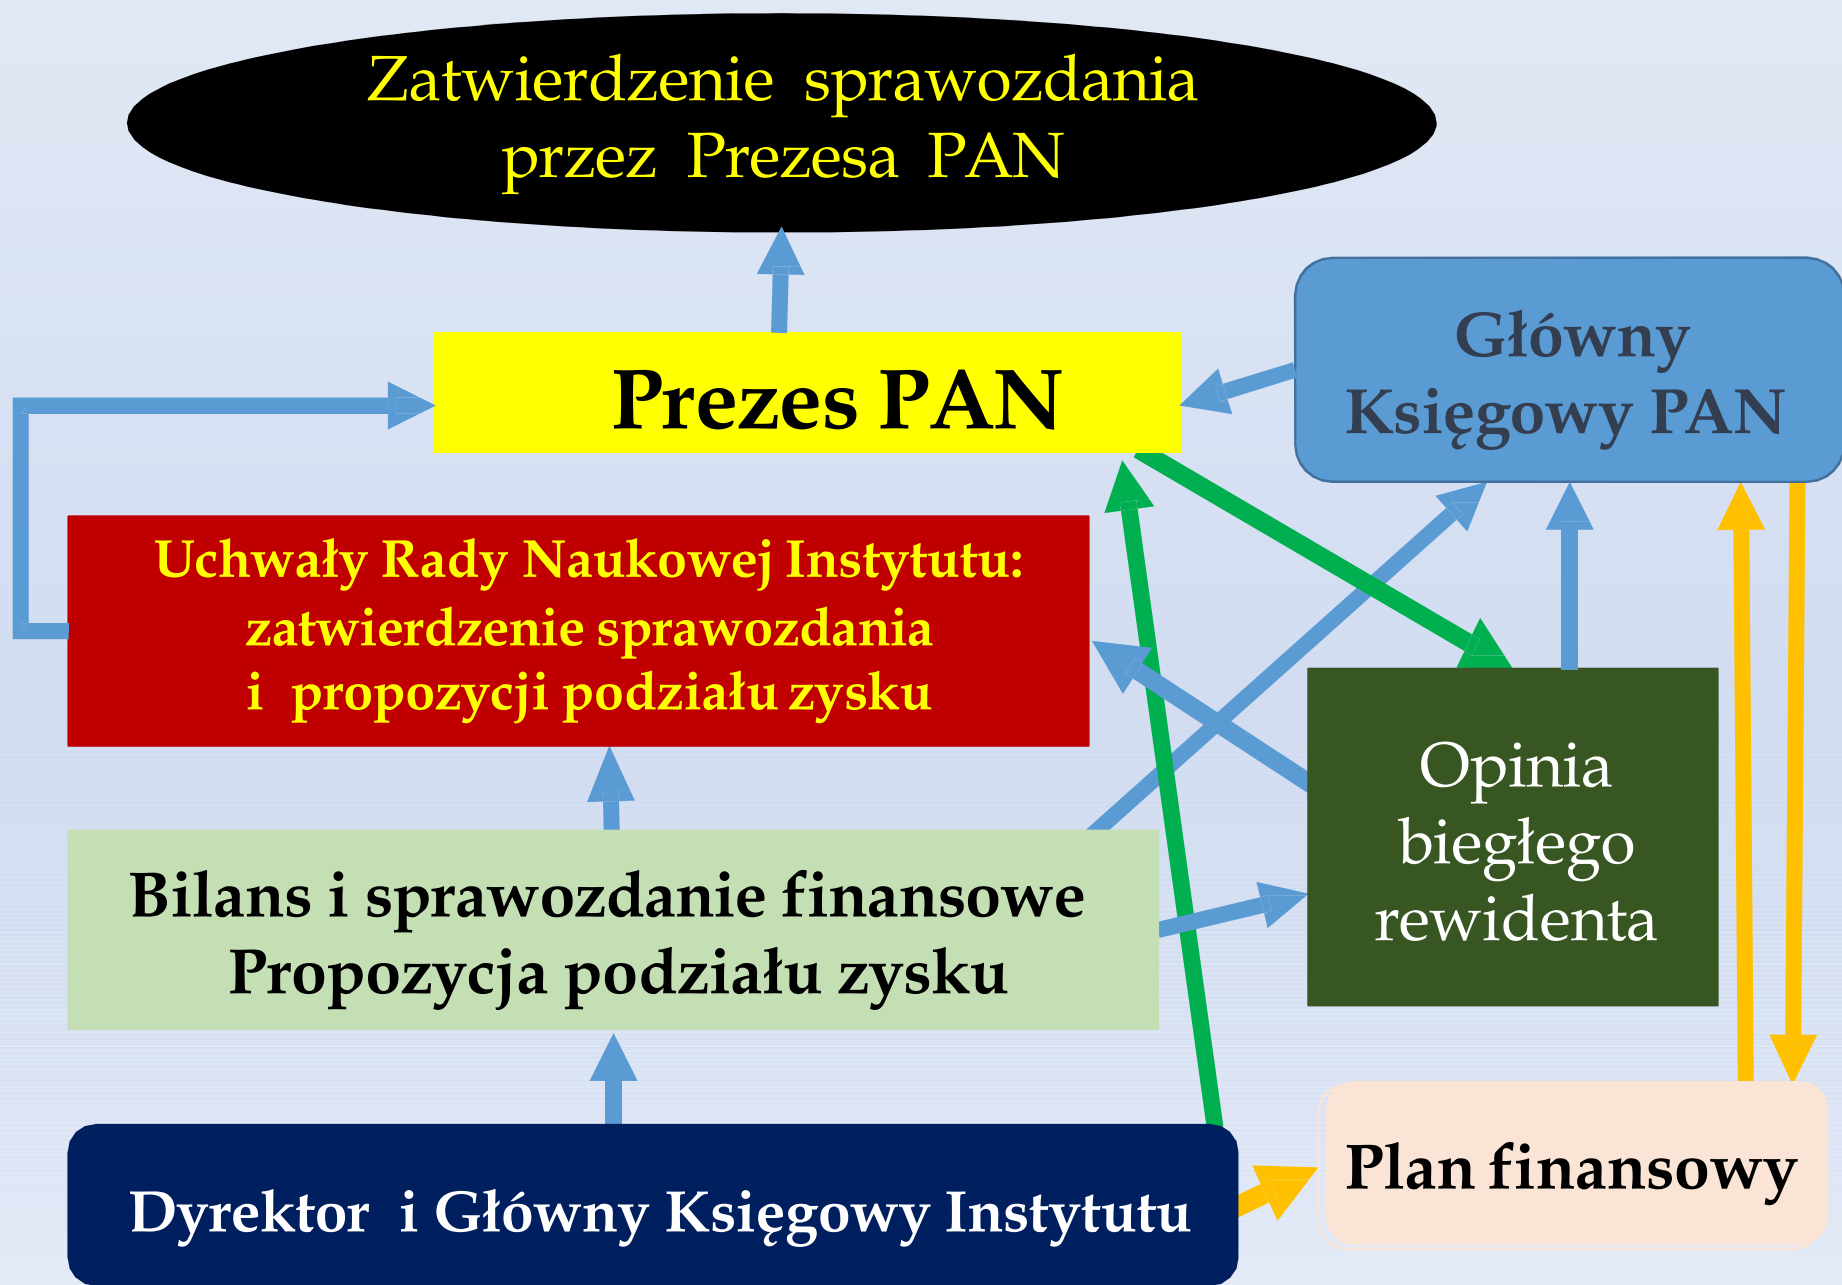 Zatwierdzenie sprawozdania
przez Prezesa PAN
Główny
Księgowy PAN
Prezes PAN
Uchwały Rady Naukowej Instytutu:
zatwierdzenie sprawozdania
i propozycji podziału zysku
Opinia
biegłego
rewidenta
Bilans i sprawozdanie finansowe
Propozycja podziału zysku
Plan finansowy
Dyrektor i Główny Księgowy Instytutu